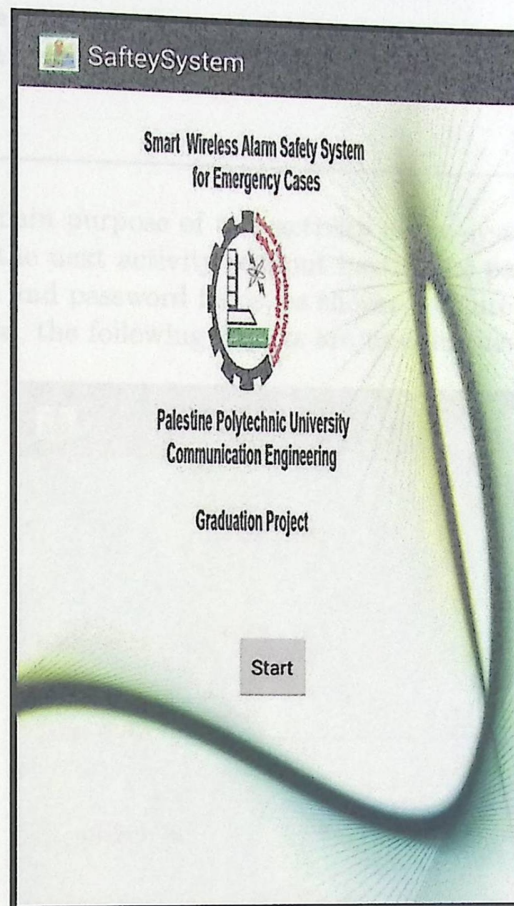 SafteySystem
Smart Wireless Alarm Safety System
for Emergency Cases
Palestine Polytechnic University
Communication Engineering
Graduation Project
Start